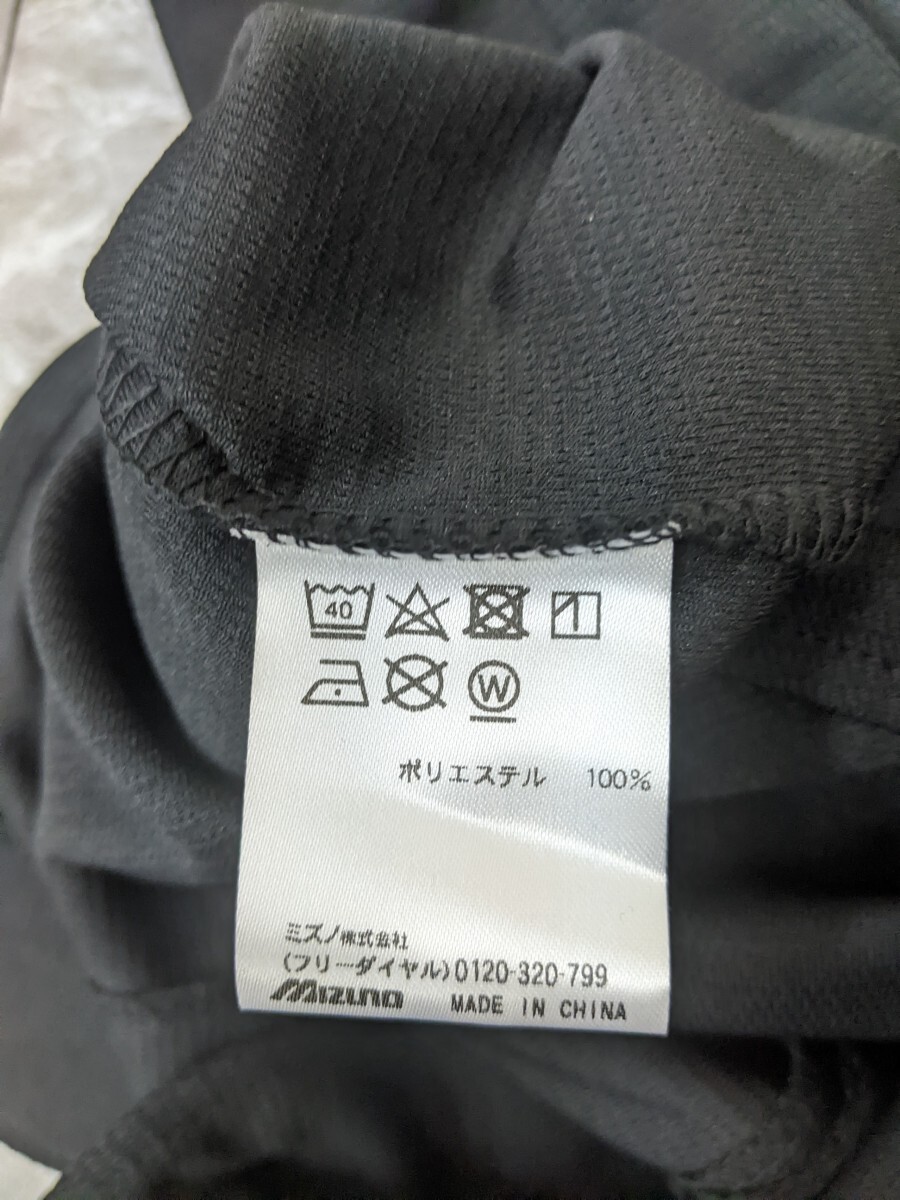 40
W
ポリエステル 100%
ミズノ株式会社
(フリーダイヤル)0120-320-799
Mizuno MADE IN CHINA